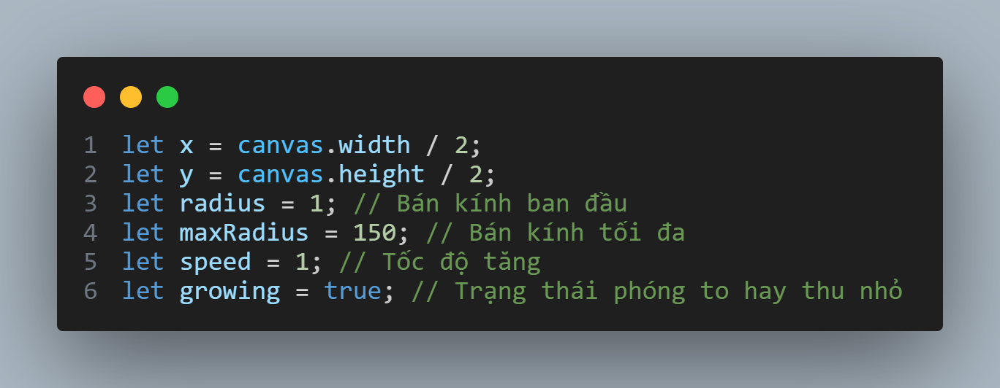 1 let x = canvas.width / 2;
2 let y = canvas.height / 2;
3 let radius = 1; // Bán kính ban đầu
4 let maxRadius = 150; // Bán kính tối đa
5 let speed = 1; // Tốc độ tăng
6 let growing = true; // Trạng thái phóng to hay thu nhỏ